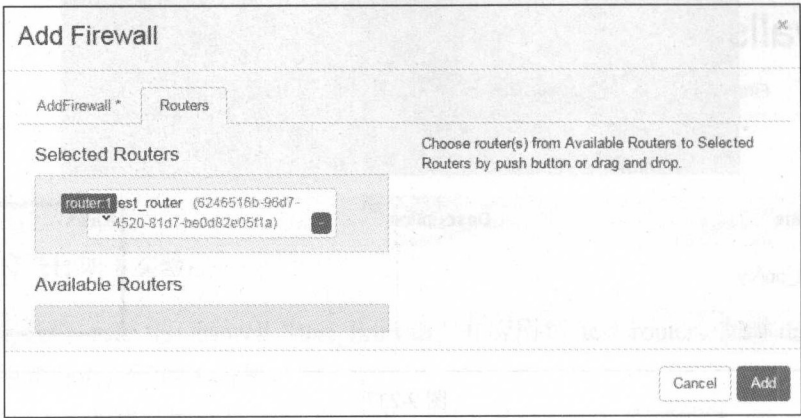 Add Firewall
×
AddFirewall *
Routers
Selected Routers
Choose router(s) from Available Routers to Selected
Routers by push button or drag and drop.
router:1 est_router (6246516b-96d7-
4520-81d7-be0d82e05f1a)
-
Available Routers
Cancel
Add